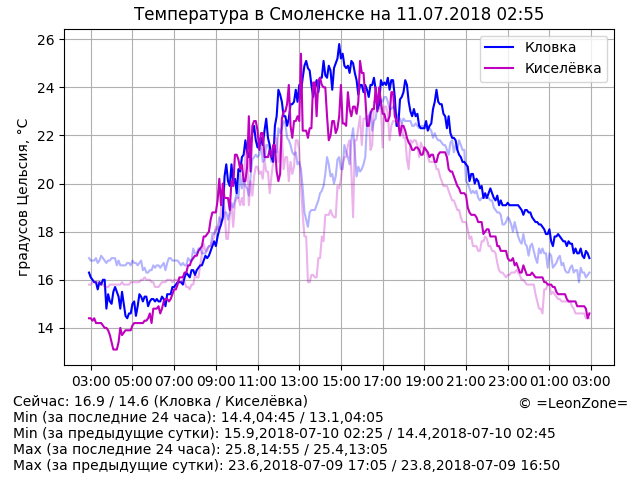 Температура в Смоленске на 11.07.2018 02:55
Кловка
Киселёвка
градусов Цельсия, °C
26
24
22
20
18
16
14
03:00 05:00 07:00 09:00 11:00 13:00 15:00 17:00 19:00 21:00 23:00 01:00 03:00
Сейчас: 16.9 / 14.6 (Кловка / Киселёвка)
© =LeonZone=
Min (за последние 24 часа): 14.4,04:45 / 13.1,04:05
Min (за предыдущие сутки): 15.9,2018-07-10 02:25 / 14.4,2018-07-10 02:45
Max (за последние 24 часа): 25.8,14:55 / 25.4,13:05
Max (за предыдущие сутки): 23.6,2018-07-09 17:05 / 23.8,2018-07-09 16:50